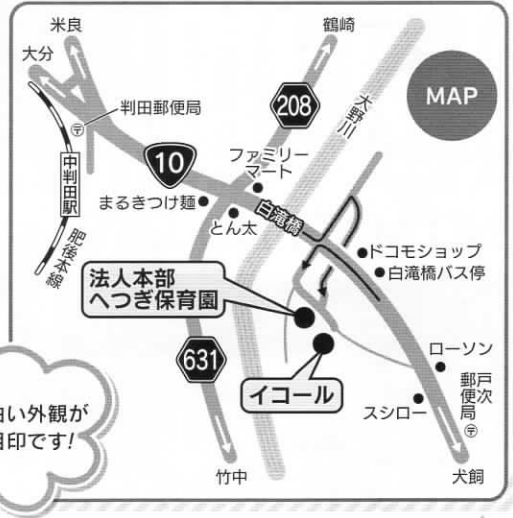 米良
鶴崎
大分
MAP
208
大野川
判田郵便局
〒
10
ファミリー
マート
中判田駅
まるきつけ麺
とん太
白滝橋
肥後本線
ドコモショップ
白滝橋バス停
法人本部
へつぎ保育園
631
イコール
ローソン
戸次
郵便局
〒
スシロー
い外観が
印です!
竹中
犬飼